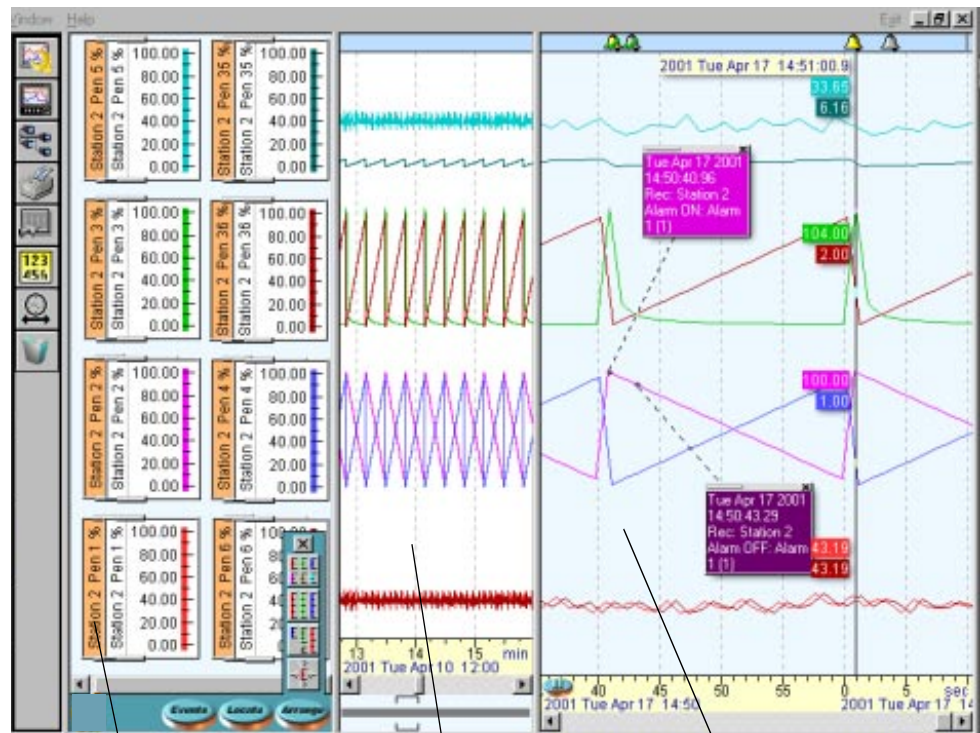 Window Help Exit
2001 Tue Apr 17 14:51:00.9
Station 2 Pen 5 %
Station 2 Pen 5 %
100.00
80.00
60.00
40.00
20.00
0.00
Station 2 Pen 35 %
Station 2 Pen 35 %
100.00
80.00
60.00
40.00
20.00
0.00
33.65
6.16
Tue Apr 17 2001
14:50:40.96
Rec: Station 2
Alarm ON: Alarm
1 (1)
Station 2 Pen 3 %
Station 2 Pen 3 %
100.00
80.00
60.00
40.00
20.00
0.00
Station 2 Pen 36 %
Station 2 Pen 36 %
100.00
80.00
60.00
40.00
20.00
0.00
104.00
2.00
123
456
Station 2 Pen 2 %
Station 2 Pen 2 %
100.00
80.00
60.00
40.00
20.00
0.00
Station 2 Pen 4 %
Station 2 Pen 4 %
100.00
80.00
60.00
40.00
20.00
0.00
100.00
1.00
Tue Apr 17 2001
14:50:43.29
Rec: Station 2
Alarm OFF: Alarm
1 (1)
43.19
43.19
Station 2 Pen 1 %
Station 2 Pen 1 %
100.00
80.00
60.00
40.00
20.00
0.00
Station 2 Pen 6 %
Station 2 Pen 6 %
13 14 15 min
2001 Tue Apr 10 12:00
40 45 50 55 0 5 sec
2001 Tue Apr 17 14:50
2001 Tue Apr 17
Events Locate Arrange